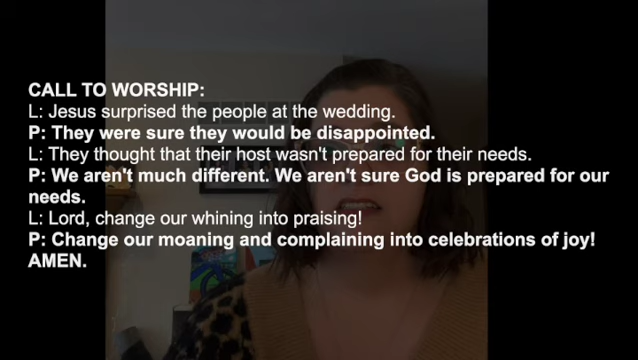 CALL TO WORSHIP:
L: Jesus surprised the people at the wedding.
P: They were sure they would be disappointed.
L: They thought that their host wasn't prepared for their needs.
P: We aren't much different. We aren't sure God is prepared for our
needs.
L: Lord, change our whining into praising!
P: Change our moaning and complaining into celebrations of joy!
AMEN.